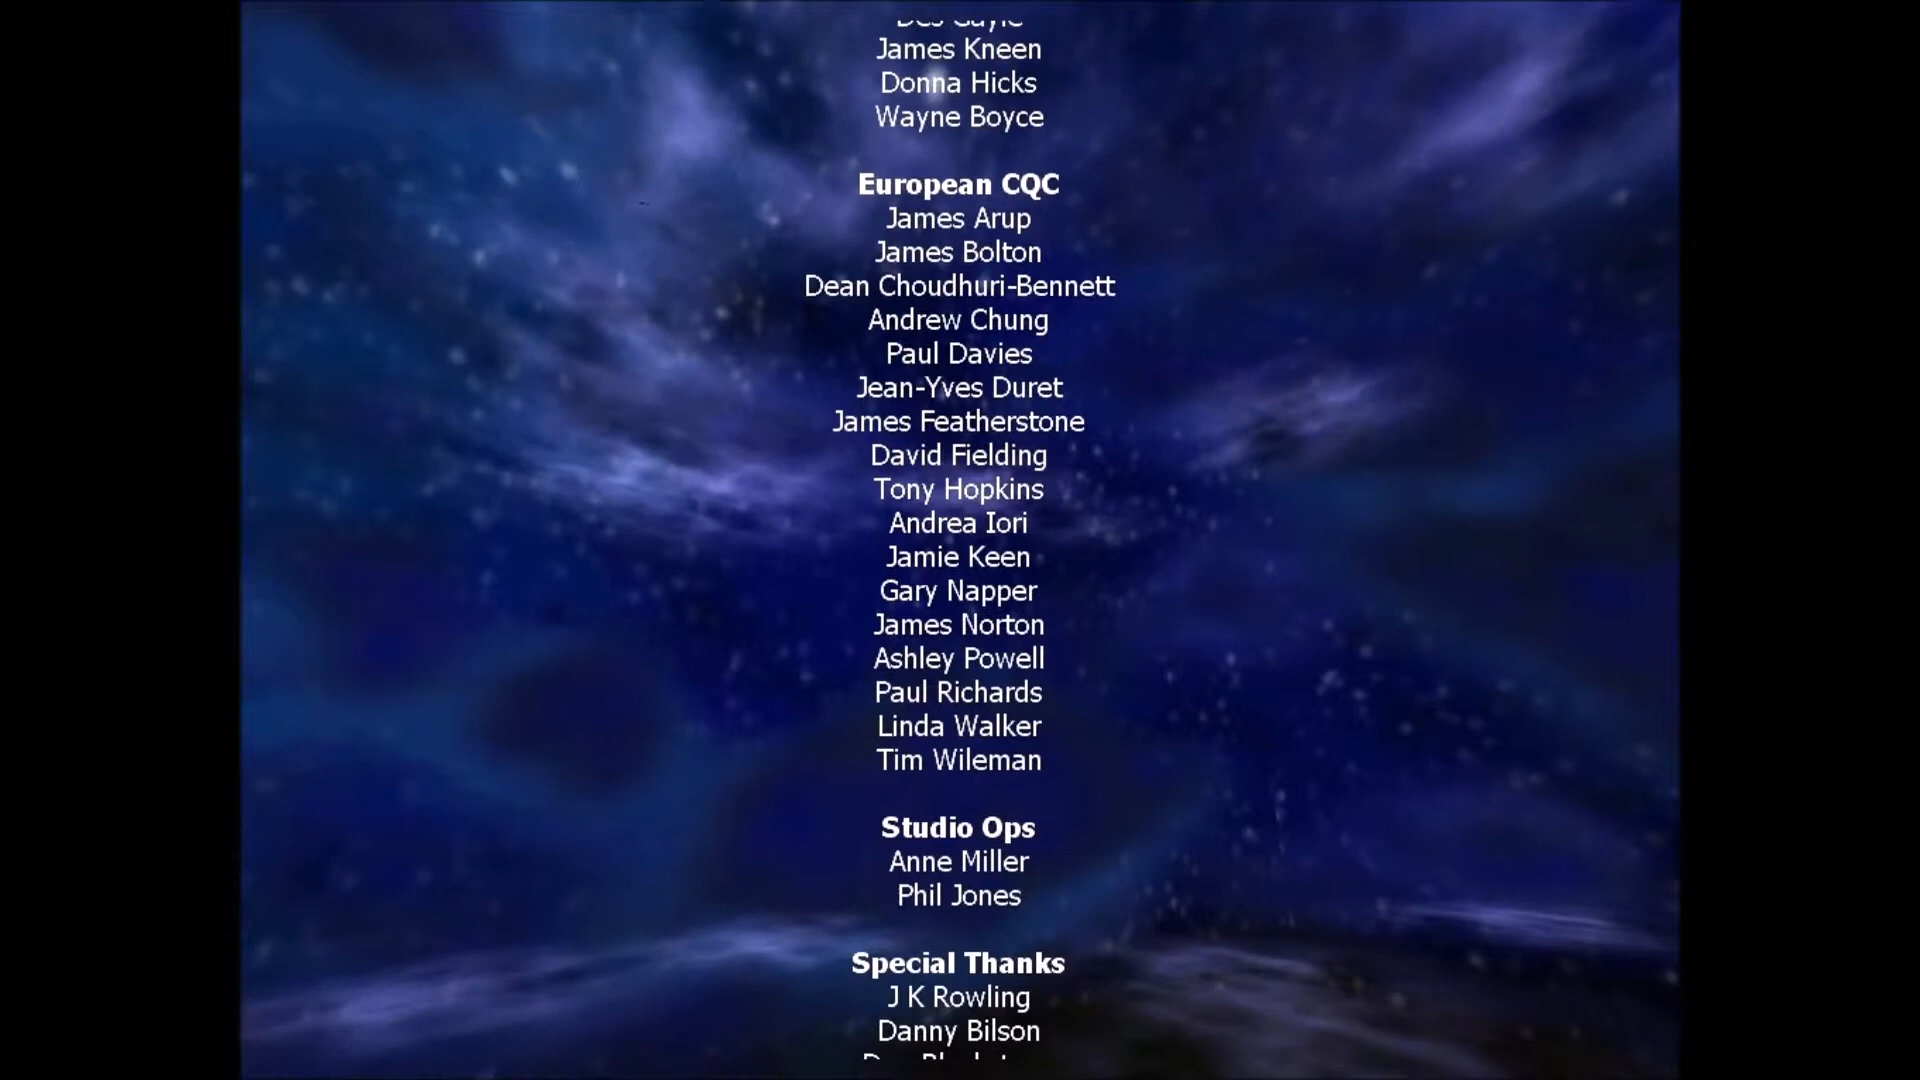 Des Gayle
James Kneen
Donna Hicks
Wayne Boyce
European CQC
James Arup
James Bolton
Dean Choudhuri-Bennett
Andrew Chung
Paul Davies
Jean-Yves Duret
James Featherstone
David Fielding
Tony Hopkins
Andrea Iori
Jamie Keen
Gary Napper
James Norton
Ashley Powell
Paul Richards
Linda Walker
Tim Wileman
Studio Ops
Anne Miller
Phil Jones
Special Thanks
J K Rowling
Danny Bilson